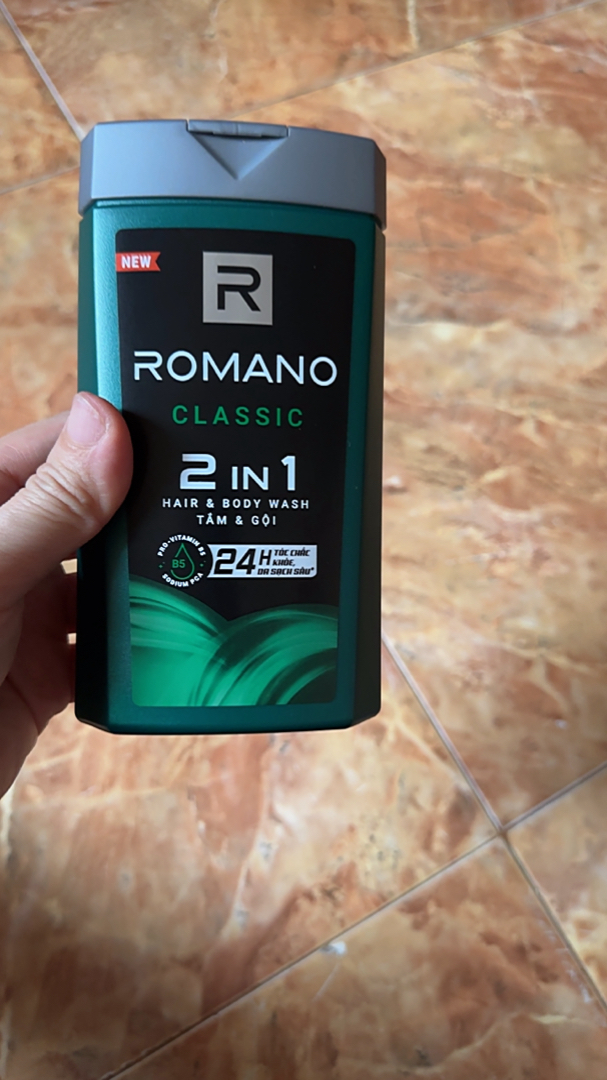 NEW
R
ROMANO
CLASSIC
2 IN 1
HAIR & BODY WASH
TẮM & GỘI
PRO-VITAMIN B5
B5
SODIUM PCA
24H
TÓC CHẮC
KHỎE,
DA SẠCH SÂU*